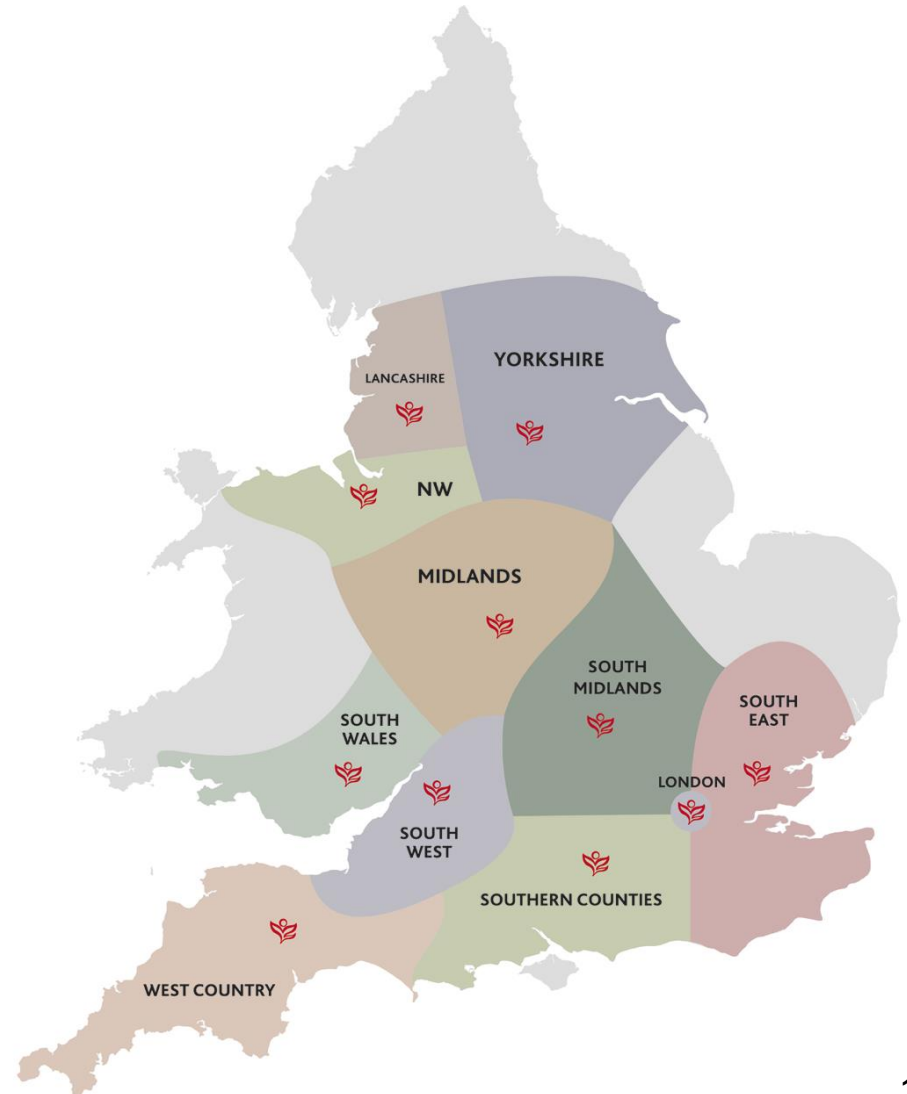 YORKSHIRE
LANCASHIRE
NW
MIDLANDS
SOUTH
MIDLANDS
SOUTH
EAST
SOUTH
WALES
LONDON
SOUTH
WEST
SOUTHERN COUNTIES
WEST COUNTRY